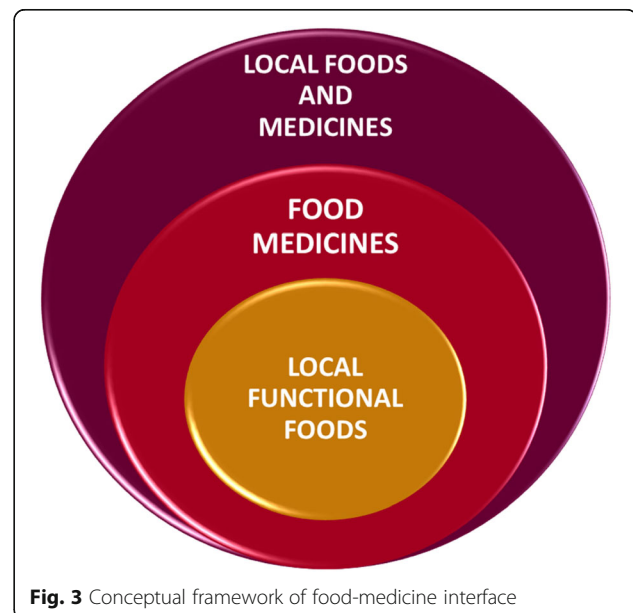 LOCAL FOODS
AND
MEDICINES
FOOD
MEDICINES
LOCAL
FUNCTIONAL
FOODS
Fig. 3 Conceptual framework of food-medicine interface